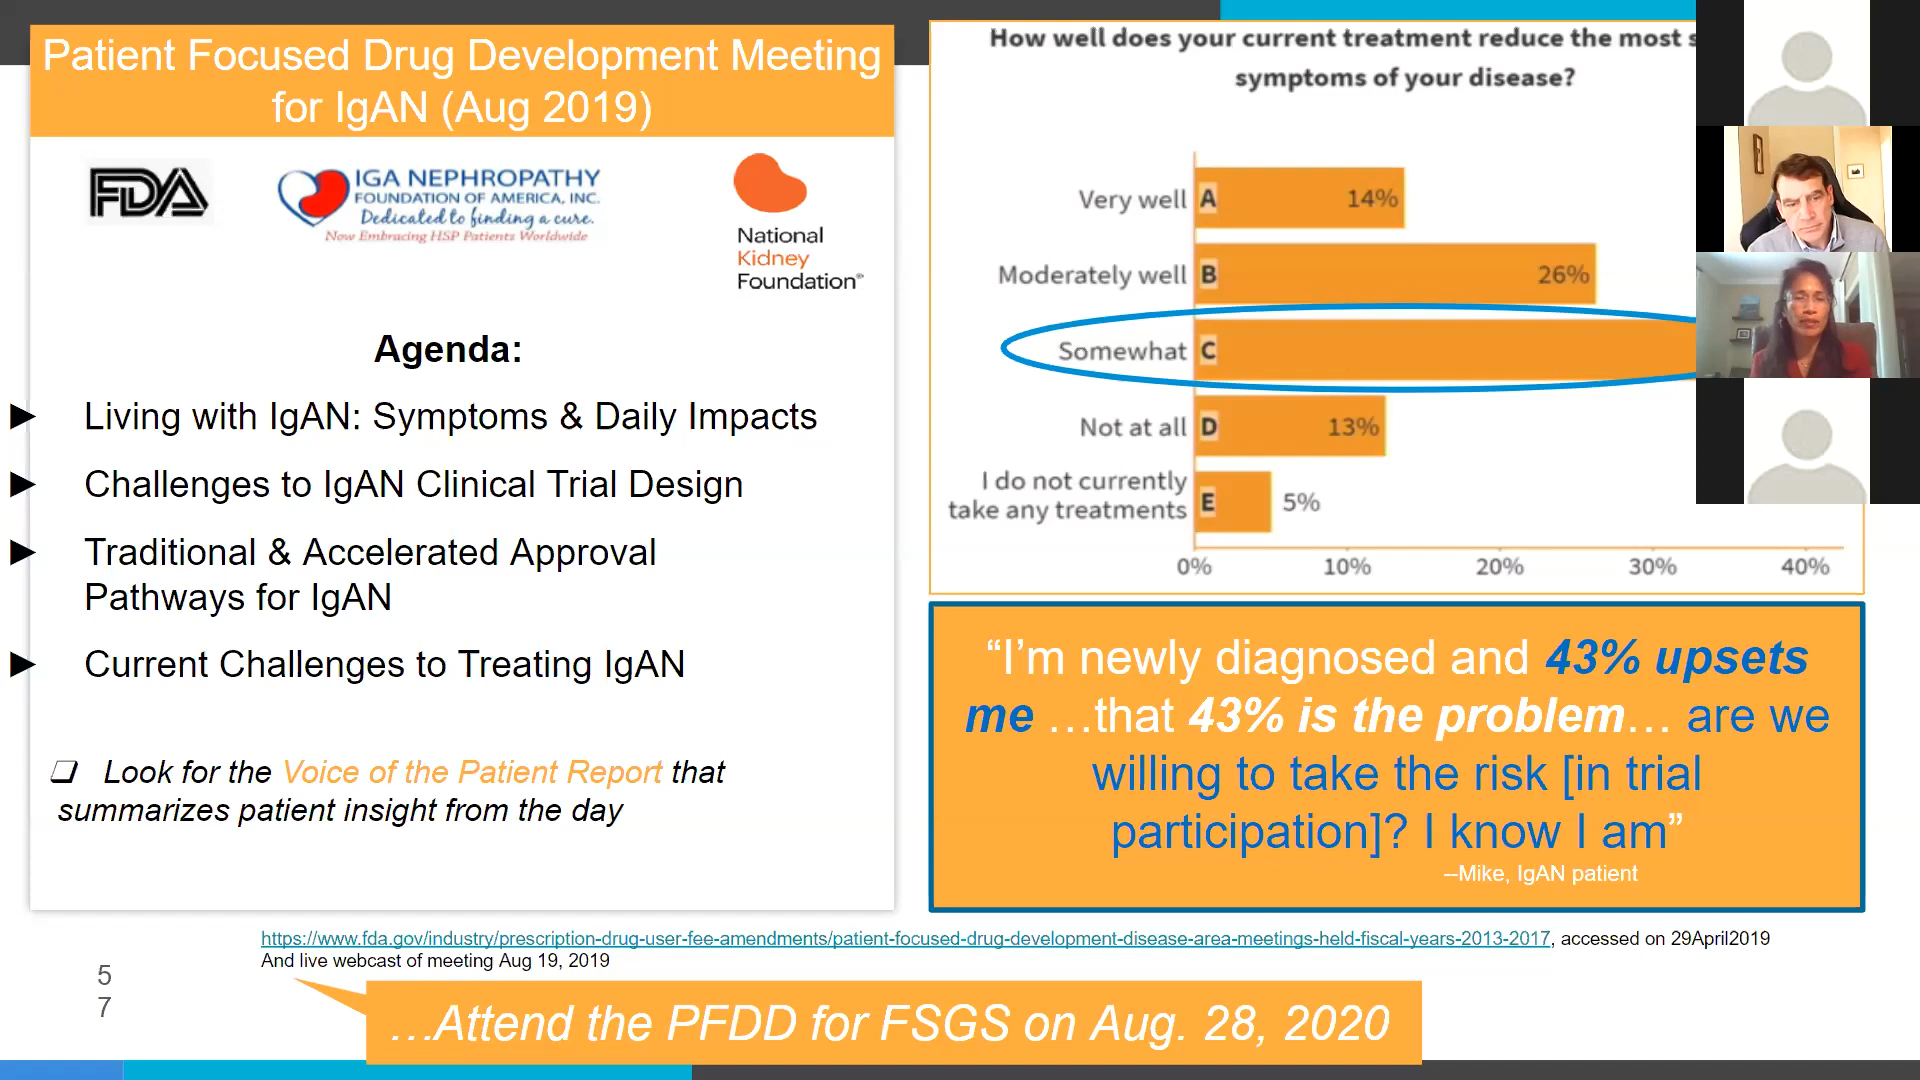 Patient Focused Drug Development Meeting
for IgAN (Aug 2019)
FDA
IGA NEPHROPATHY
FOUNDATION OF AMERICA, INC.
Dedicated to finding a cure.
Now Embracing HSP Patients Worldwide
National
Kidney
Foundation®
Agenda:
► Living with IgAN: Symptoms & Daily Impacts
► Challenges to IgAN Clinical Trial Design
► Traditional & Accelerated Approval
Pathways for IgAN
► Current Challenges to Treating IgAN
❑ Look for the Voice of the Patient Report that
summarizes patient insight from the day
How well does your current treatment reduce the most
symptoms of your disease?
Very well A 14%
Moderately well B 26%
Somewhat C
Not at all D 13%
I do not currently
take any treatments E 5%
0% 10% 20% 30% 40%
“I’m newly diagnosed and 43% upsets
me …that 43% is the problem… are we
willing to take the risk [in trial
participation]? I know I am”
–Mike, IgAN patient
https://www.fda.gov/industry/prescription-drug-user-fee-amendments/patient-focused-drug-development-disease-area-meetings-held-fiscal-years-2013-2017, accessed on 29April2019
And live webcast of meeting Aug 19, 2019
5
7
…Attend the PFDD for FSGS on Aug. 28, 2020